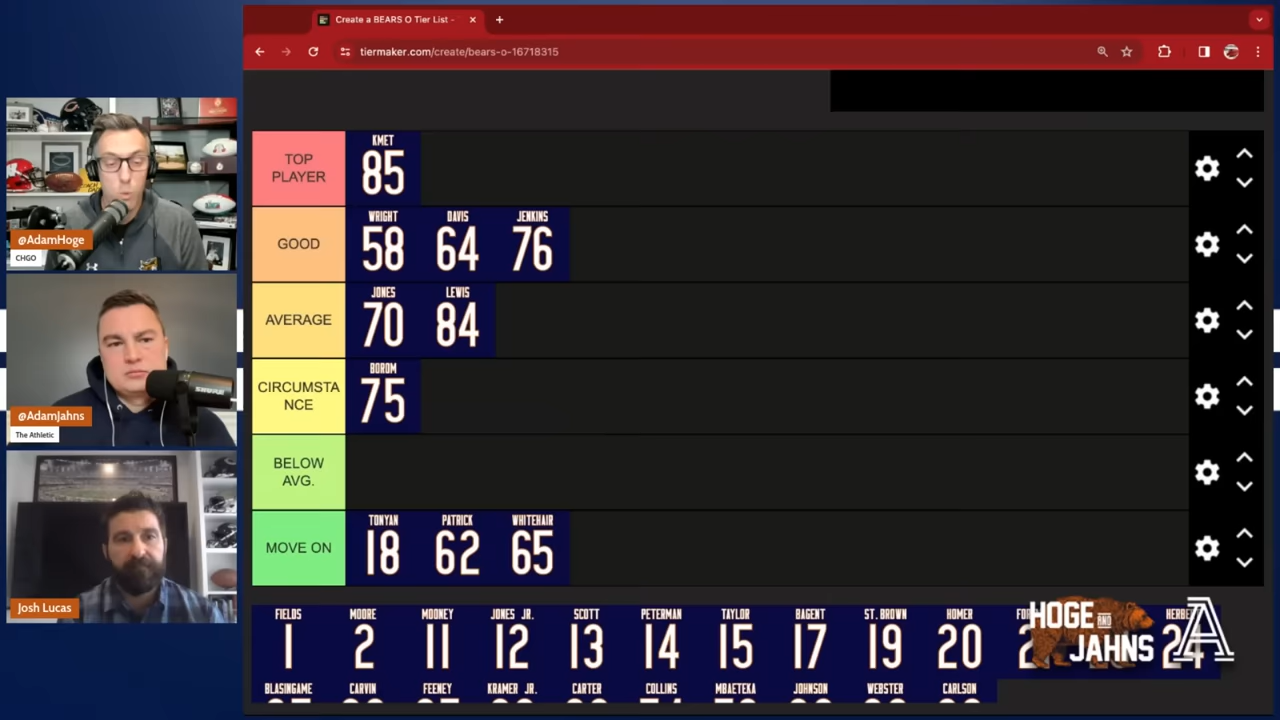 Create a BEARS O Tier List -
tiermaker.com/create/bears-o-16718315
@AdamHoge
CHGO
@AdamJahns
The Athletic
Josh Lucas
TOP
PLAYER
KMET
85
GOOD
WRIGHT DAVIS JENKINS
58 64 76
AVERAGE
JONES LEWIS
70 84
CIRCUMSTA
NCE
BOROM
75
BELOW
AVG.
MOVE ON
TONYAN PATRICK WHITEHAIR
18 62 65
FIELDS MOORE MOONEY JONES JR. SCOTT PETERMAN TAYLOR BAGENT ST. BROWN HOMER
1 2 11 12 13 14 15 17 19 20 24
BLASINGAME CARVIN FEENEY KRAMER JR. CARTER COLLINS MBAETEKA JOHNSON WEBSTER CARLSON
HOGE AND
JAHNS
A